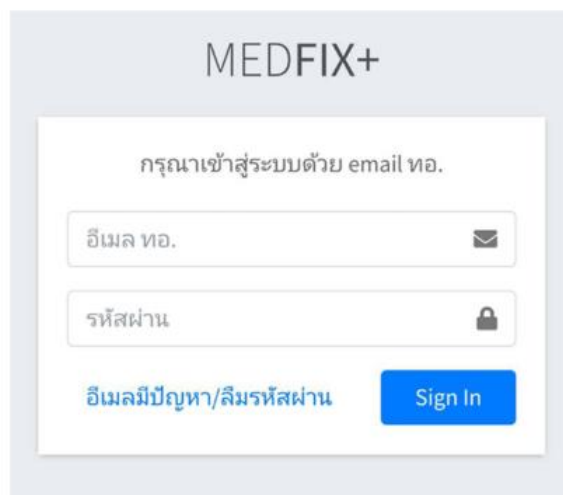 MEDFIX+
กรุณาเข้าสู่ระบบด้วย email ทอ.
อีเมล ทอ.
รหัสผ่าน
อีเมลมีปัญหา/ลืมรหัสผ่าน Sign In